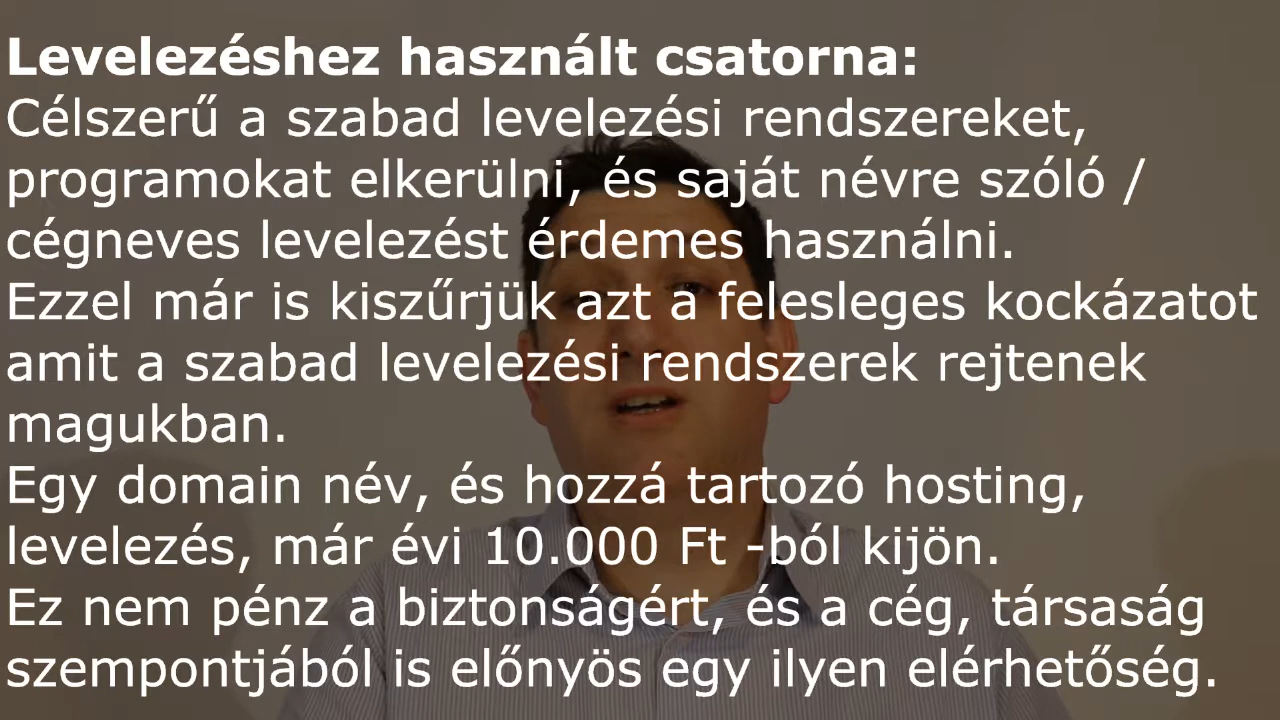 Levelezéshez használt csatorna:
Célszerű a szabad levelezési rendszereket,
programokat elkerülni, és saját névre szóló /
cégneves levelezést érdemes használni.
Ezzel már is kiszűrjük azt a felesleges kockázatot
amit a szabad levelezési rendszerek rejtenek
magukban.
Egy domain név, és hozzá tartozó hosting,
levelezés, már évi 10.000 Ft -ból kijön.
Ez nem pénz a biztonságért, és a cég, társaság
szempontjából is előnyös egy ilyen elérhetőség.